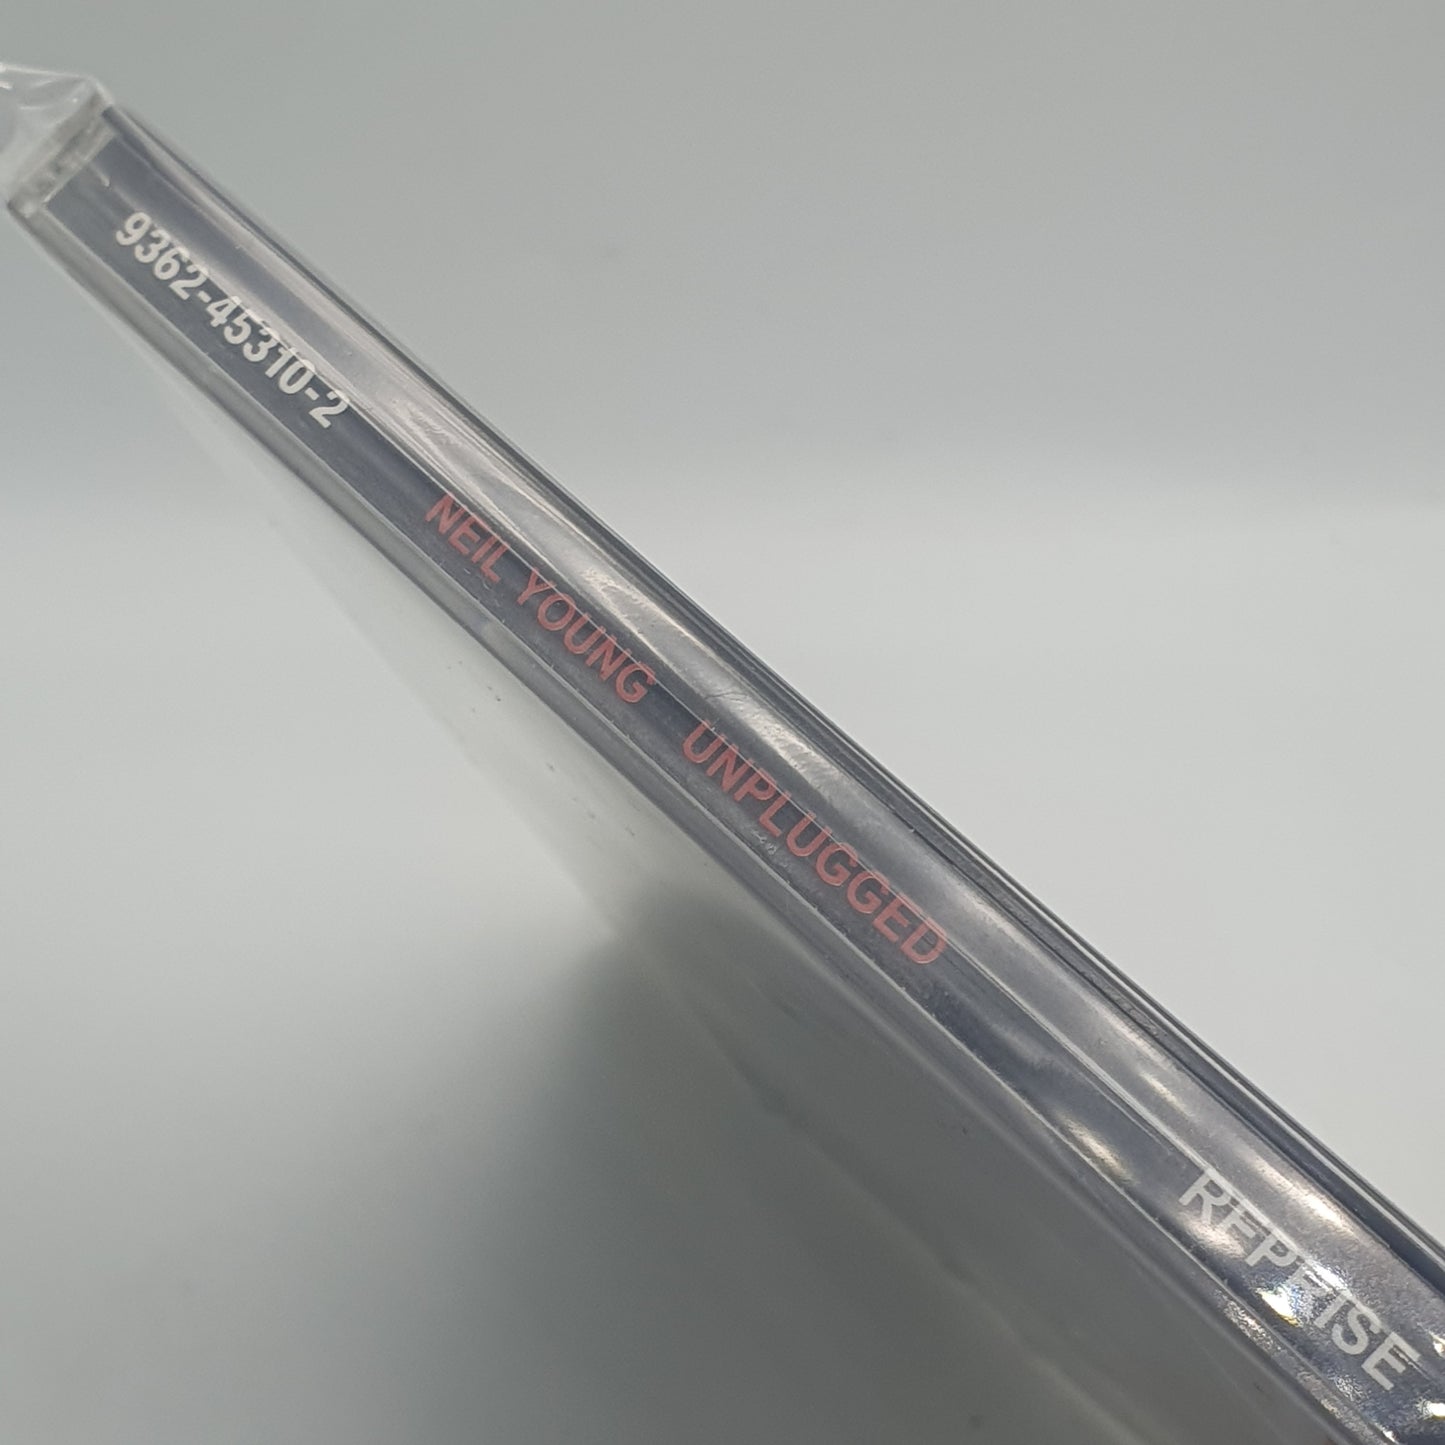 9362-45310-2 NEIL YOUNG UNPLUGGED REPRISE